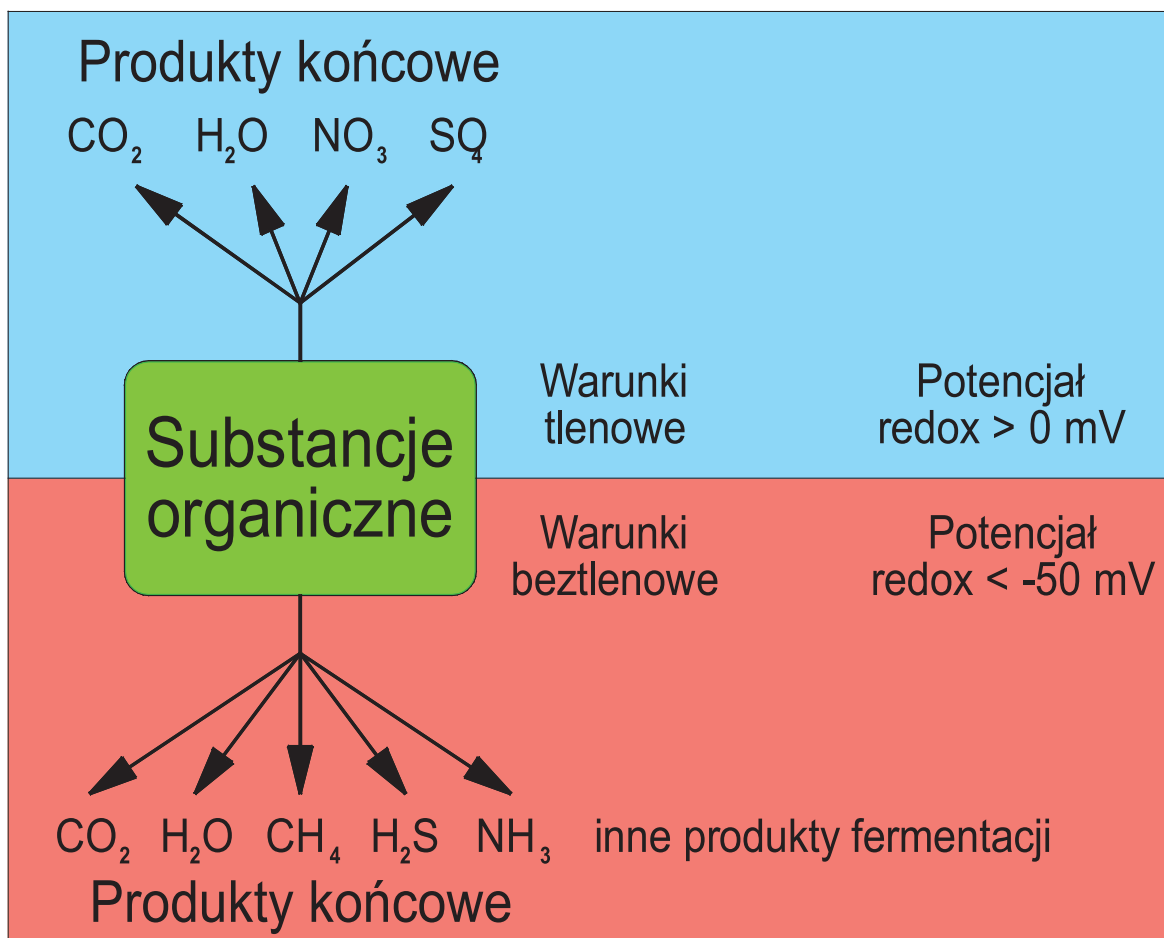 Produkty końcowe
CO₂ H₂O NO₃ SO₄
Warunki
tlenowe
Potencjał
redox > 0 mV
Substancje
organiczne
Warunki
beztlenowe
Potencjał
redox < -50 mV
CO₂ H₂O CH₄ H₂S NH₃ inne produkty fermentacji
Produkty końcowe